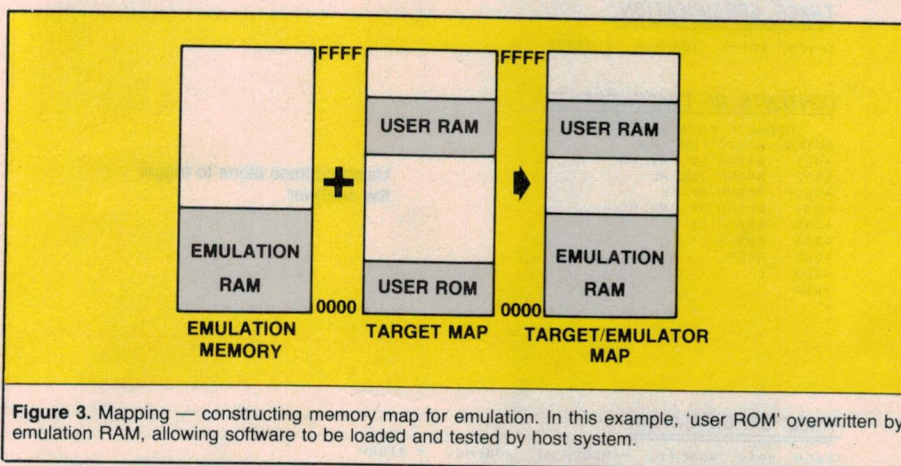 FFFF
FFFF
USER RAM
USER RAM
+
EMULATION
RAM
USER ROM
EMULATION
RAM
0000
0000
EMULATION
MEMORY
TARGET MAP
TARGET/EMULATOR
MAP
Figure 3. Mapping — constructing memory map for emulation. In this example, 'user ROM' overwritten by
emulation RAM, allowing software to be loaded and tested by host system.